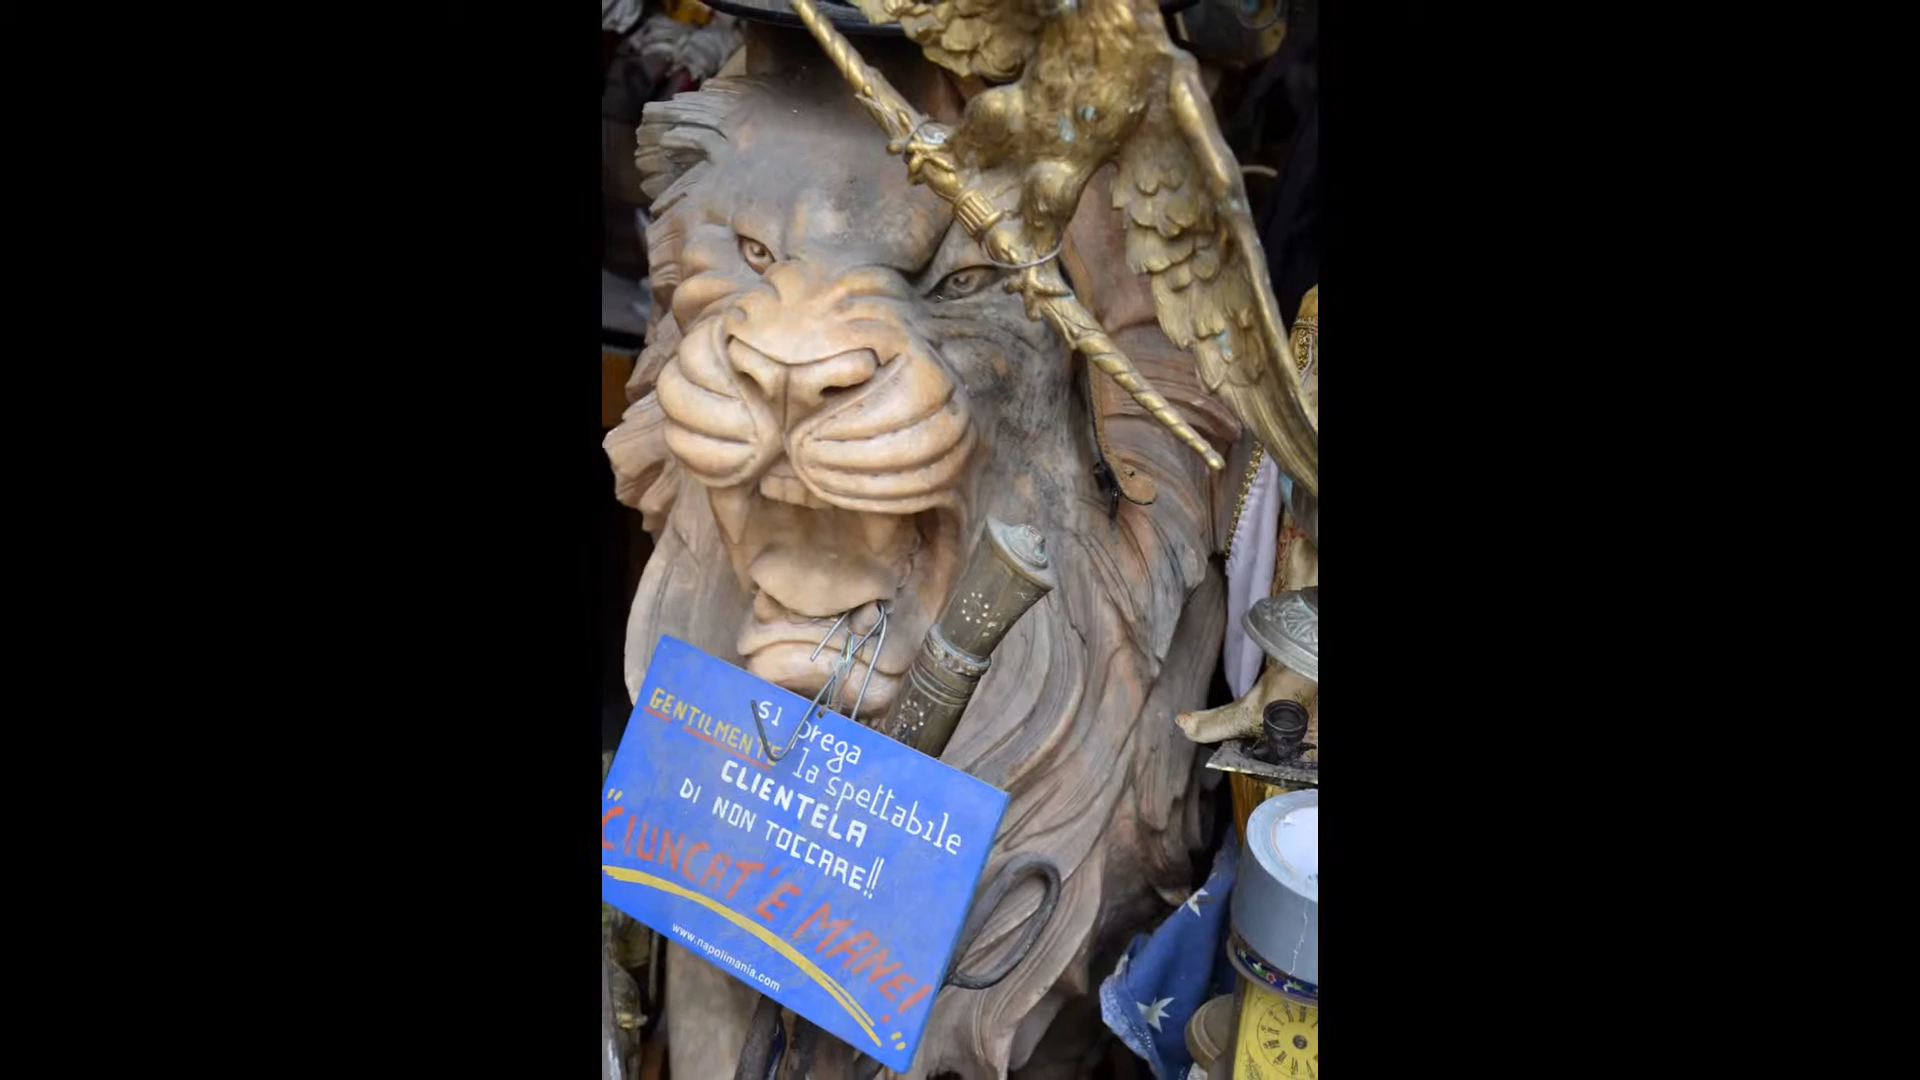 SI prega
GENTILMENTE la spettabile
CLIENTELA
DI NON TOCCARE!!
"CIUNCAT'E MANE!"
www.napolimania.com